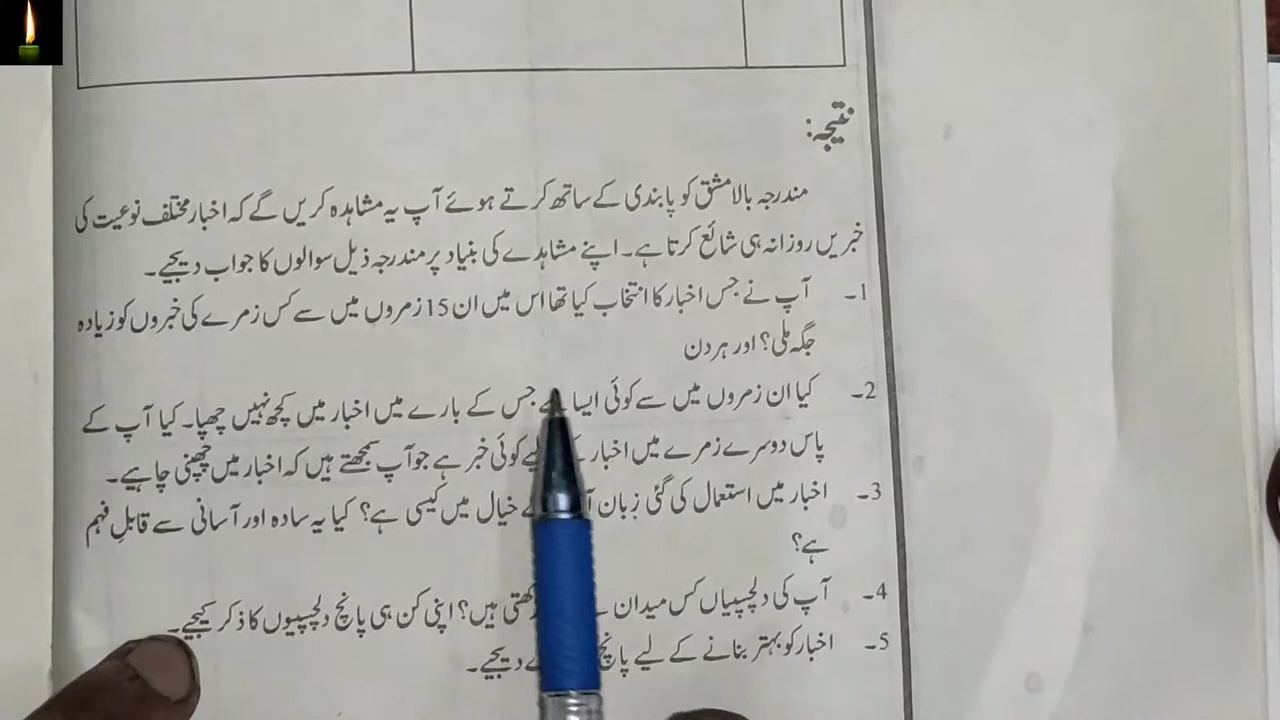 نتیجہ:
مندرجہ بالا مشق کو پابندی کے ساتھ کرتے ہوئے آپ یہ مشاہدہ کریں گے کہ اخبار مختلف نوعیت کی
خبریں روزانہ ہی شائع کرتا ہے۔ اپنے مشاہدے کی بنیاد پر مندرجہ ذیل سوالوں کا جواب دیجیے۔
1۔ آپ نے جس اخبار کا انتخاب کیا تھا اس میں ان 15 زمروں میں سے کس زمرے کی خبروں کو زیادہ
جگہ ملی؟ اور ہر دن
2۔ کیا ان زمروں میں سے کوئی ایسا ہے جس کے بارے میں اخبار میں کچھ نہیں چھپا۔ کیا آپ کے
پاس دوسرے زمرے میں اخبار کے لیے کوئی خبر ہے جو آپ سمجھتے ہیں کہ اخبار میں چھپنی چاہیے۔
3۔ اخبار میں استعمال کی گئی زبان خیال میں کیسی ہے؟ کیا یہ سادہ اور آسانی سے قابلِ فہم
ہے؟
4۔ آپ کی دلچسپیاں کس میدان رکھتی ہیں؟ اپنی کن ہی پانچ دلچسپیوں کا ذکر کیجیے۔
5۔ اخبار کو بہتر بنانے کے لیے پانچ دیجیے۔